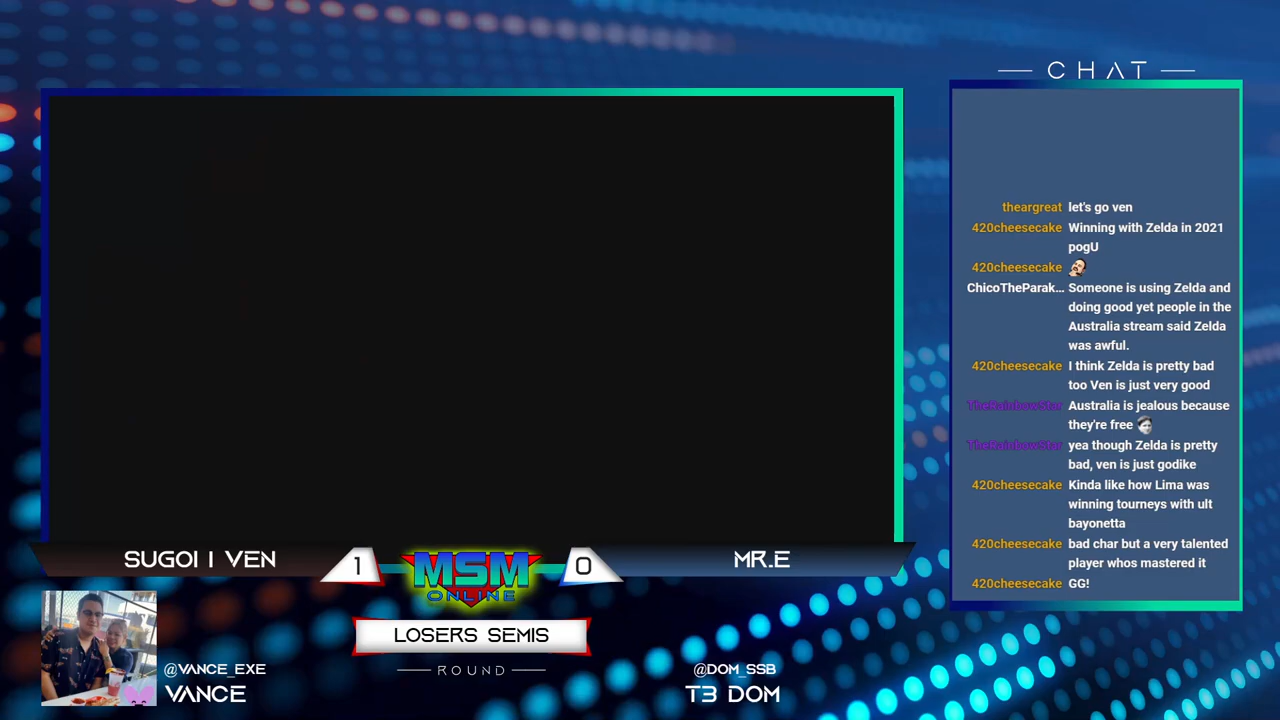 CHAT
theargreat let's go ven
420cheesecake Winning with Zelda in 2021
pogU
420cheesecake
ChicoTheParak... Someone is using Zelda and
doing good yet people in the
Australia stream said Zelda
was awful.
420cheesecake I think Zelda is pretty bad
too Ven is just very good
TheRainbowStar Australia is jealous because
they're free
TheRainbowStar yea though Zelda is pretty
bad, ven is just godike
420cheesecake Kinda like how Lima was
winning tourneys with ult
bayonetta
420cheesecake bad char but a very talented
player whos mastered it
420cheesecake GG!
SUGOI | VEN 1 MSM 0 MR.E
ONLINE
LOSERS SEMIS
ROUND
@VANCE_EXE
VANCE
@DOM_SSB
T3 DOM